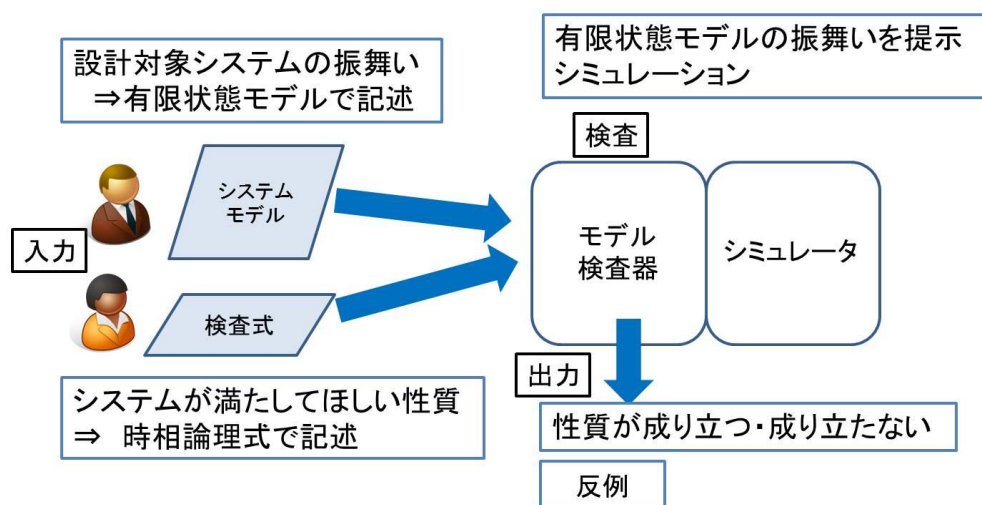 設計対象システムの振舞い
⇒有限状態モデルで記述
有限状態モデルの振舞いを提示
シミュレーション
検査
システム
モデル
入力
モデル
検査器
シミュレータ
検査式
出力
システムが満たしてほしい性質
⇒ 時相論理式で記述
性質が成り立つ・成り立たない
反例